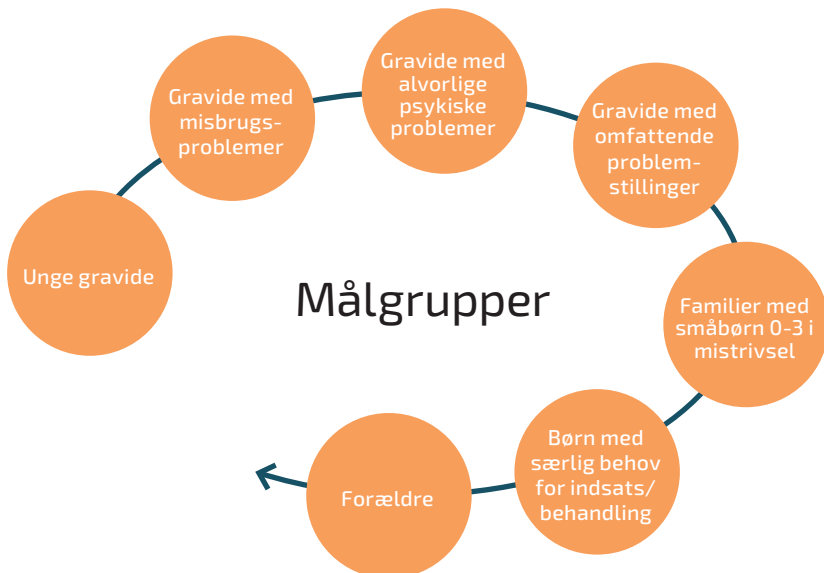 Unge gravide
Gravide med
misbrugs-
problemer
Gravide med
alvorlige
psykiske
problemer
Gravide med
omfattende
problem-
stillinger
Familier med
småbørn 0-3 i
mistrivsel
Børn med
særlig behov
for indsats/
behandling
Forældre
Målgrupper